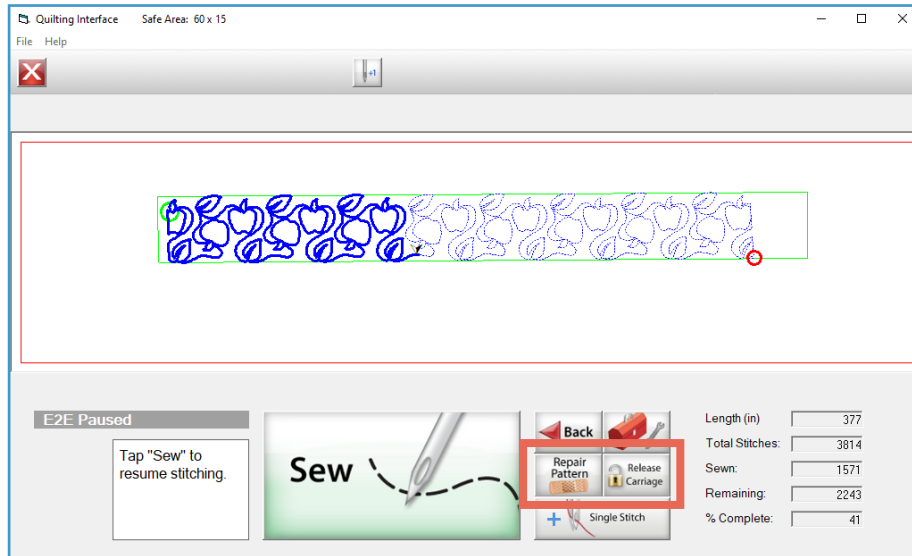 Quilting Interface Safe Area: 60 x 15
File Help
+1
E2E Paused
Tap "Sew" to
resume stitching.
Sew
Back
Repair
Pattern
Release
Carriage
Single Stitch
Length (in) 377
Total Stitches: 3814
Sewn: 1571
Remaining: 2243
% Complete: 41